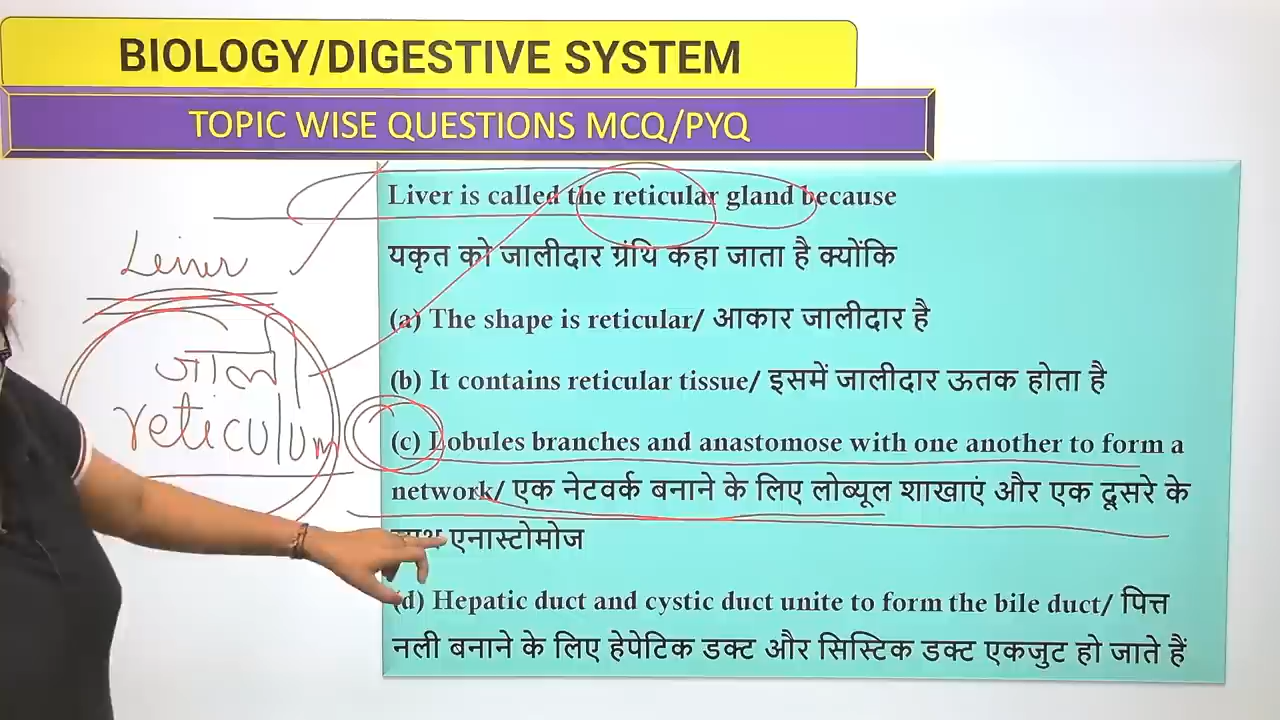 BIOLOGY/DIGESTIVE SYSTEM
TOPIC WISE QUESTIONS MCQ/PYQ
Liver is called the reticular gland because
यकृत को जालीदार ग्रंथि कहा जाता है क्योंकि
(a) The shape is reticular/ आकार जालीदार है
(b) It contains reticular tissue/ इसमें जालीदार ऊतक होता है
(c) Lobules branches and anastomose with one another to form a
network/ एक नेटवर्क बनाने के लिए लोब्यूल शाखाएं और एक दूसरे के
एनास्टोमोज
(d) Hepatic duct and cystic duct unite to form the bile duct/ पित्त
नली बनाने के लिए हेपेटिक डक्ट और सिस्टिक डक्ट एकजुट हो जाते हैं
जाली
reticulum